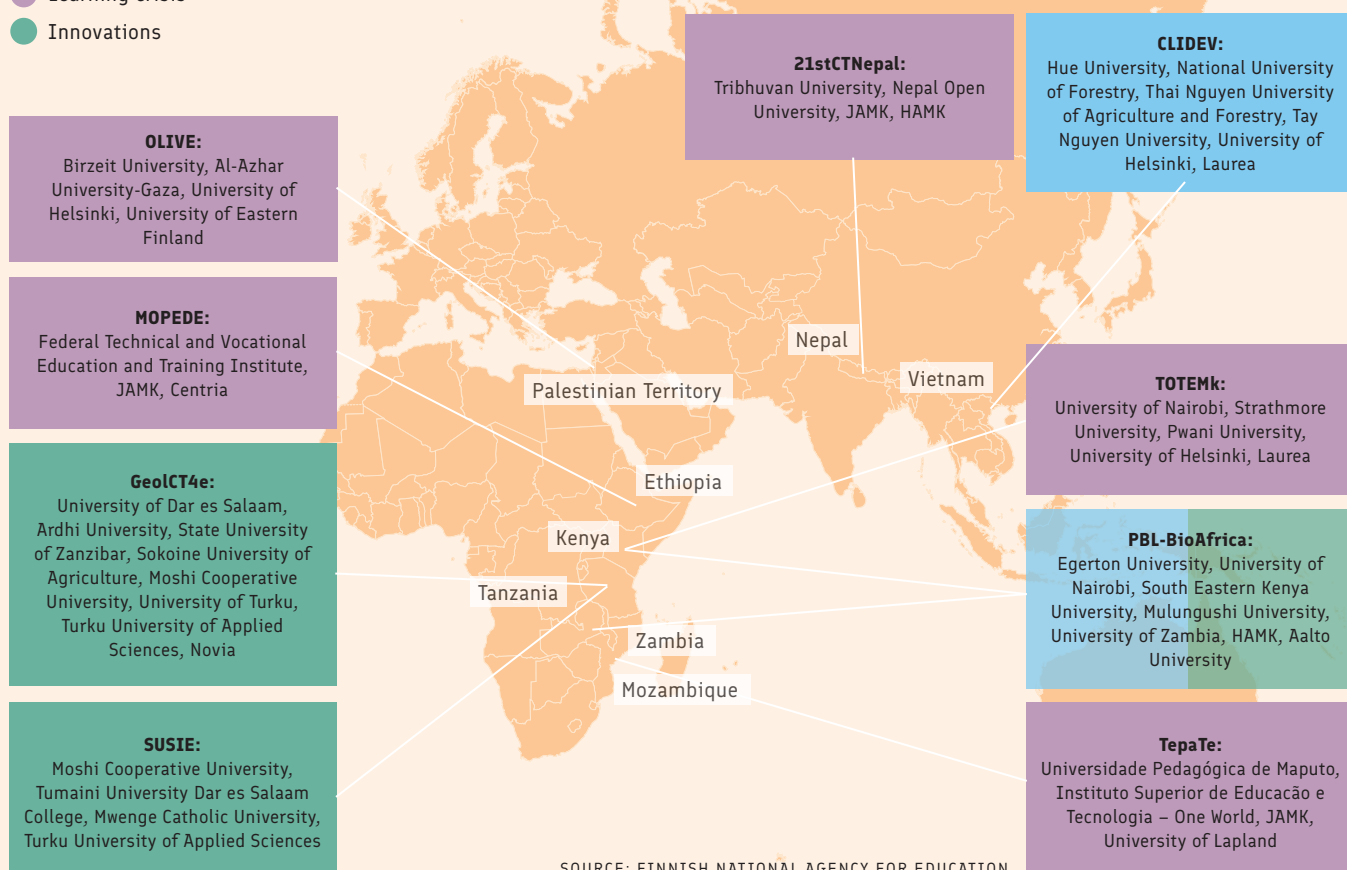 Learning crisis
Innovations
21stCTNepal:
Tribhuvan University, Nepal Open
University, JAMK, HAMK
CLIDEV:
Hue University, National University
of Forestry, Thai Nguyen University
of Agriculture and Forestry, Tay
Nguyen University, University of
Helsinki, Laurea
OLIVE:
Birzeit University, Al-Azhar
University-Gaza, University of
Helsinki, University of Eastern
Finland
MOPEDE:
Federal Technical and Vocational
Education and Training Institute,
JAMK, Centria
GeoICT4e:
University of Dar es Salaam,
Ardhi University, State University
of Zanzibar, Sokoine University of
Agriculture, Moshi Cooperative
University, University of Turku,
Turku University of Applied
Sciences, Novia
SUSIE:
Moshi Cooperative University,
Tumaini University Dar es Salaam
College, Mwenge Catholic University,
Turku University of Applied Sciences
Nepal
Vietnam
Palestinian Territory
Ethiopia
Kenya
Tanzania
Zambia
Mozambique
TOTEMk:
University of Nairobi, Strathmore
University, Pwani University,
University of Helsinki, Laurea
PBL-BioAfrica:
Egerton University, University of
Nairobi, South Eastern Kenya
University, Mulungushi University,
University of Zambia, HAMK, Aalto
University
TepaTe:
Universidade Pedagógica de Maputo,
Instituto Superior de Educacão e
Tecnologia – One World, JAMK,
University of Lapland
SOURCE: FINNISH NATIONAL AGENCY FOR EDUCATION